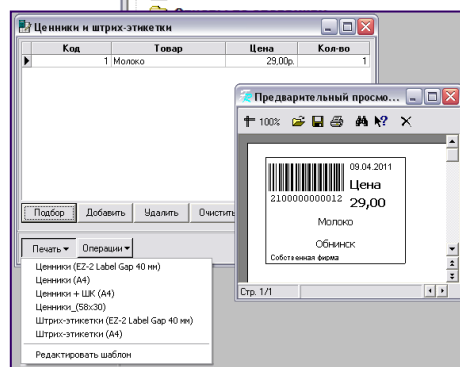 Ценники и штрих-этикетки
Код Товар Цена Кол-во
1 Молоко 29,00р. 1
Подбор Добавить Удалить Очистить
Печать Операции
Ценники (EZ-2 Label Gap 40 мм)
Ценники (А4)
Ценники + ШК (А4)
Ценники_(58x30)
Штрих-этикетки (EZ-2 Label Gap 40 мм)
Штрих-этикетки (А4)
Редактировать шаблон
Предварительный просмо...
100%
09.04.2011
Цена
2100000000012 29,00
Молоко
Обнинск
Собственная фирма
Стр. 1/1